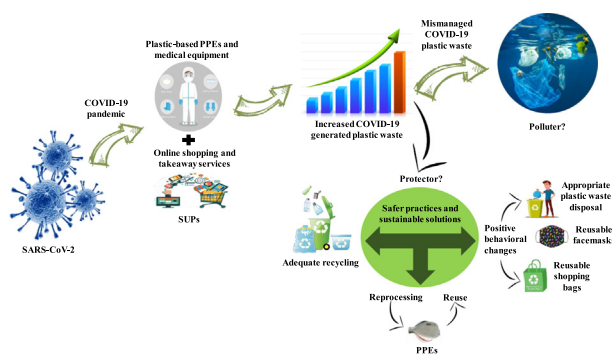 Mismanaged
COVID-19
plastic waste
Plastic-based PPEs and
medical equipment
COVID-19
pandemic
Increased COVID-19
generated plastic waste
Polluter?
Online shopping and
takeaway services
SUPs
SARS-CoV-2
Protector?
Safer practices and
sustainable solutions
Adequate recycling
Positive
behavioral
changes
Appropriate
plastic waste
disposal
Reusable
facemask
Reusable
shopping
bags
Reprocessing
Reuse
PPEs